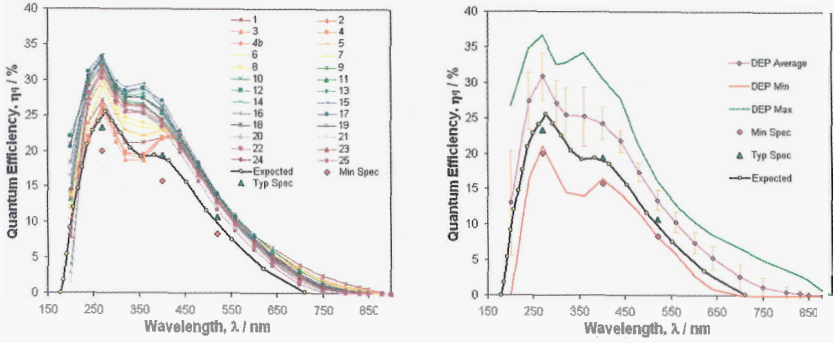 Quantum Efficiency, ηq / %
40
35
30
25
20
15
10
5
0
150 250 350 450 550 650 750 850
Wavelength, λ / nm
1 2
3 4
4b 5
6 7
8 9
10 11
12 13
14 15
16 17
18 19
20 21
22 23
24 25
Expected Min Spec
Typ Spec
Quantum Efficiency, ηq / %
40
35
30
25
20
15
10
5
0
150 250 350 450 550 650 750 850
Wavelength, λ / nm
DEP Average
DEP Min
DEP Max
Min Spec
Typ Spec
Expected